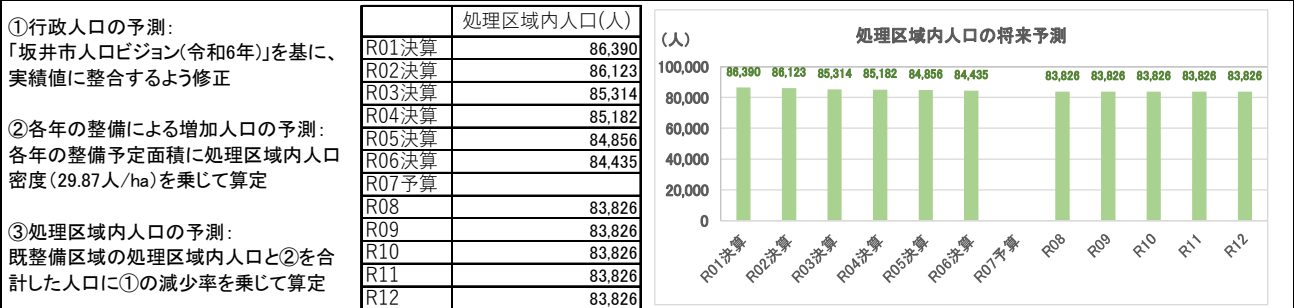 ①行政人口の予測:
「坂井市人口ビジョン(令和6年)」を基に、
実績値に整合するよう修正
②各年の整備による増加人口の予測:
各年の整備予定面積に処理区域内人口
密度(29.87人/ha)を乗じて算定
③処理区域内人口の予測:
既整備区域の処理区域内人口と②を合
計した人口に①の減少率を乗じて算定
処理区域内人口(人)
R01決算 86,390
R02決算 86,123
R03決算 85,314
R04決算 85,182
R05決算 84,856
R06決算 84,435
R07予算
R08 83,826
R09 83,826
R10 83,826
R11 83,826
R12 83,826
処理区域内人口の将来予測
(人)
100,000
80,000
60,000
40,000
20,000
0
86,390 86,123 85,314 85,182 84,856 84,435 83,826 83,826 83,826 83,826 83,826
R01決算 R02決算 R03決算 R04決算 R05決算 R06決算 R07予算 R08 R09 R10 R11 R12